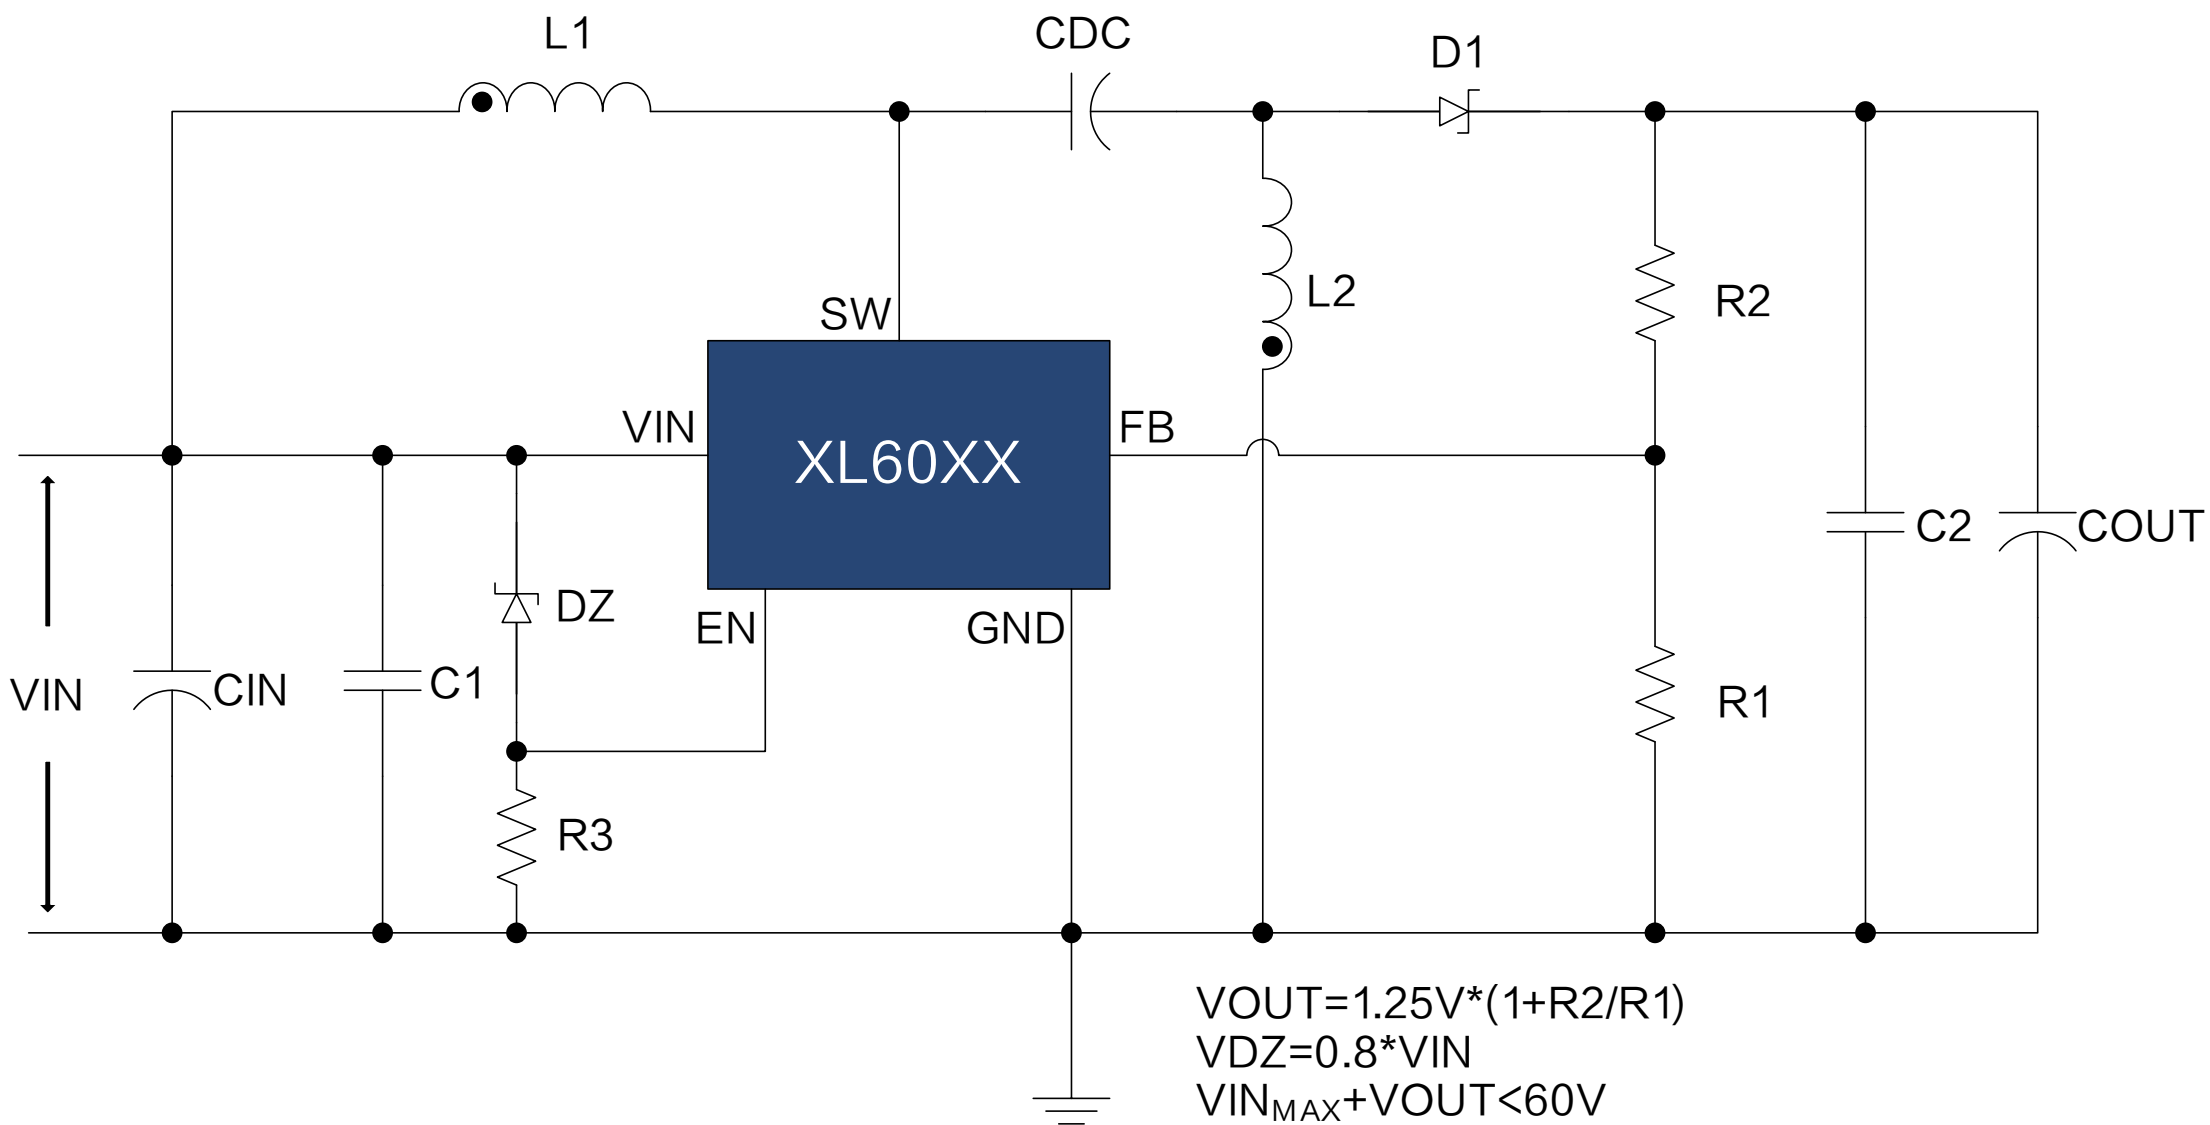 L1
CDC
D1
L2
R2
SW
VIN
FB
XL60XX
C2
COUT
DZ
EN
GND
VIN
CIN
C1
R1
R3
VOUT=1.25V*(1+R2/R1)
VDZ=0.8*VIN
VINMAX+VOUT<60V